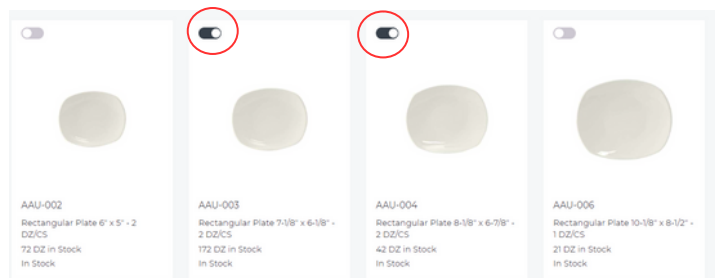 AAU-002
Rectangular Plate 6" x 5" - 2
DZ/CS
72 DZ in Stock
In Stock
AAU-003
Rectangular Plate 7-1/8" x 6-1/8" -
2 DZ/CS
172 DZ in Stock
In Stock
AAU-004
Rectangular Plate 8-1/8" x 6-7/8" -
2 DZ/CS
42 DZ in Stock
In Stock
AAU-006
Rectangular Plate 10-1/8" x 8-1/2" -
1 DZ/CS
21 DZ in Stock
In Stock